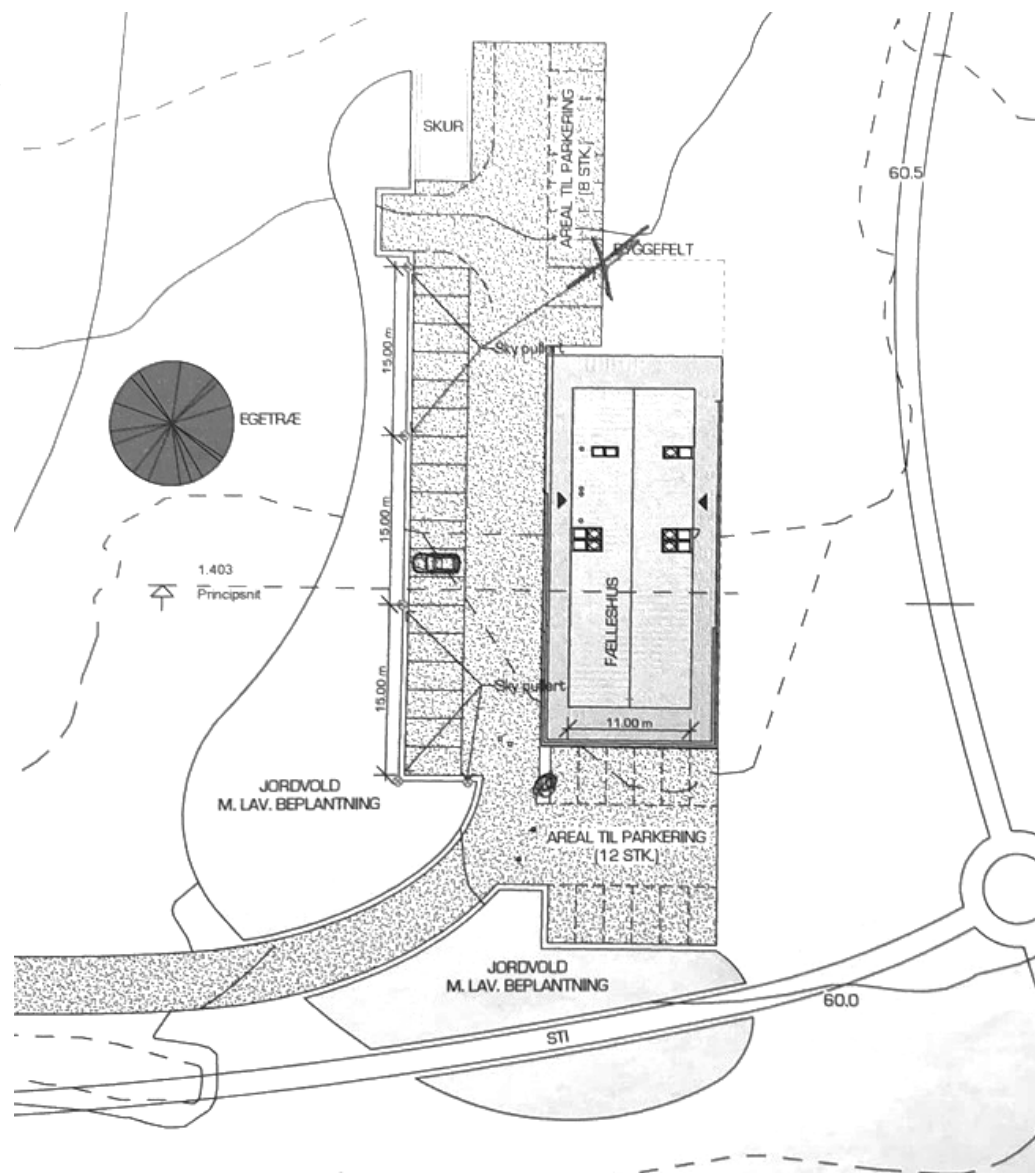 SKUR
AREAL TIL PARKERING
(8 STK.)
60.5
BYGGEFELT
15.00 m
Sky pullert
EGETRÆ
15.00 m
1.403
Principsnit
FÆLLESHUS
15.00 m
Sky pullert
11.00 m
JORDVOLD
M. LAV. BEPLANTNING
AREAL TIL PARKERING
(12 STK.)
JORDVOLD
M. LAV. BEPLANTNING
60.0
STI